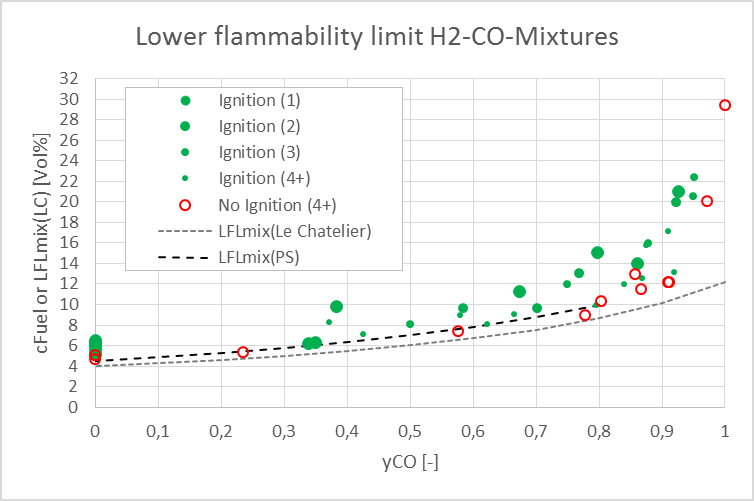 Lower flammability limit H2-CO-Mixtures
cFuel or LFLmix(LC) [Vol%]
32
30
28
26
24
22
20
18
16
14
12
10
8
6
4
2
0
Ignition (1)
Ignition (2)
Ignition (3)
Ignition (4+)
No Ignition (4+)
LFLmix(Le Chatelier)
LFLmix(PS)
0 0,1 0,2 0,3 0,4 0,5 0,6 0,7 0,8 0,9 1
yCO [-]